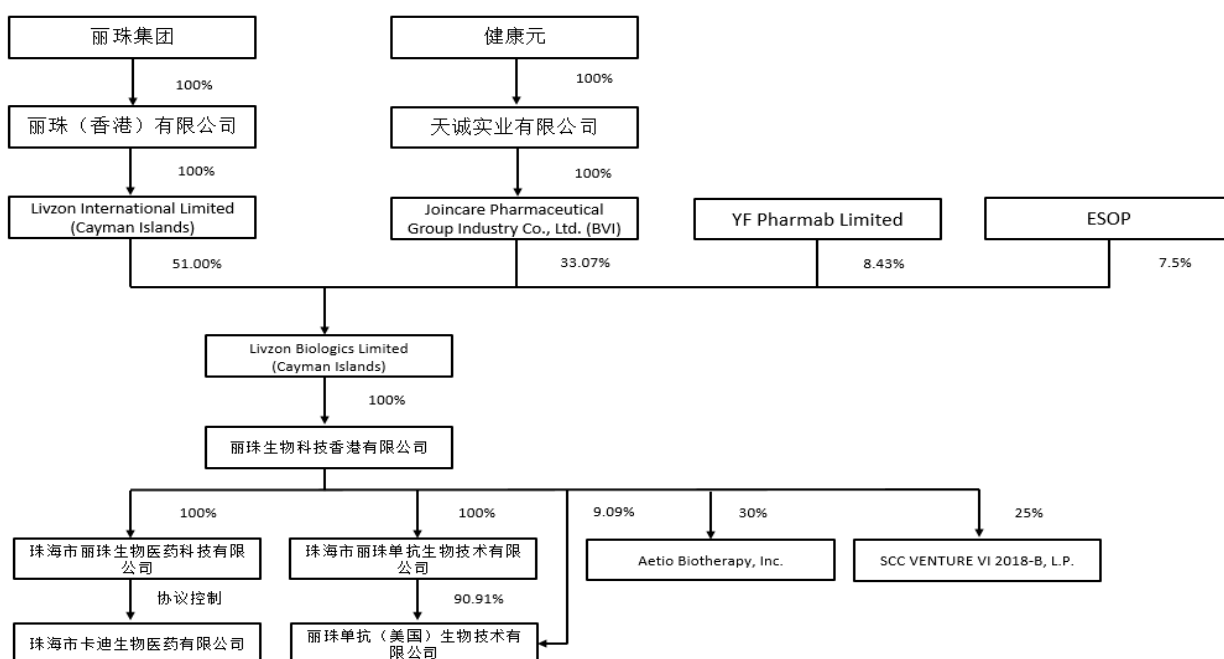 丽珠集团
健康元
100%
100%
丽珠（香港）有限公司
天诚实业有限公司
100%
100%
Livzon International Limited
(Cayman Islands)
Joincare Pharmaceutical
Group Industry Co., Ltd. (BVI)
YF Pharmab Limited
ESOP
51.00%
33.07%
8.43%
7.5%
Livzon Biologics Limited
(Cayman Islands)
100%
丽珠生物科技香港有限公司
100%
100%
9.09%
30%
25%
珠海市丽珠生物医药科技有限
公司
珠海市丽珠单抗生物技术有限
公司
Aetio Biotherapy, Inc.
SCC VENTURE VI 2018-B, L.P.
协议控制
90.91%
珠海市卡迪生物医药有限公司
丽珠单抗（美国）生物技术有
限公司